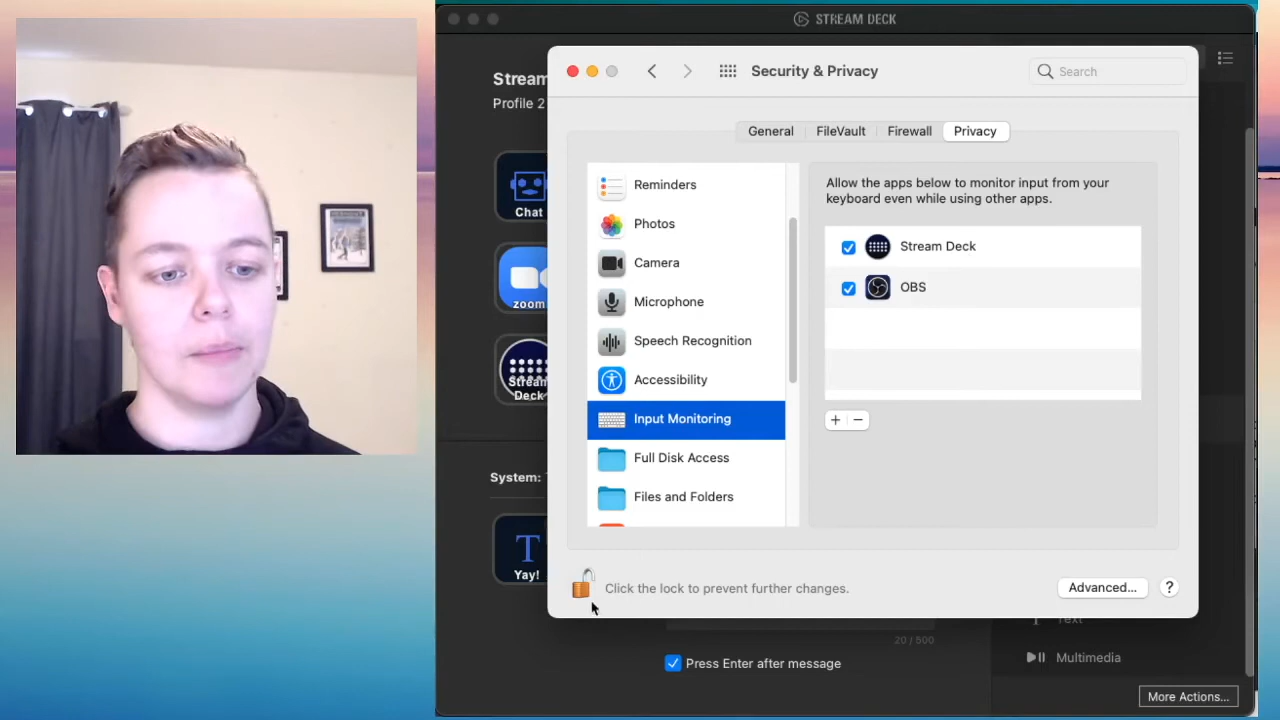 STREAM DECK
Stream
Profile 2
Chat
zoom
Stream
Deck
System:
T
Yay!
Security & Privacy
Search
General
FileVault
Firewall
Privacy
Reminders
Photos
Camera
Microphone
Speech Recognition
Accessibility
Input Monitoring
Full Disk Access
Files and Folders
Allow the apps below to monitor input from your
keyboard even while using other apps.
Stream Deck
OBS
+ −
Click the lock to prevent further changes.
Advanced...
?
20 / 500
Press Enter after message
T Text
Multimedia
More Actions...